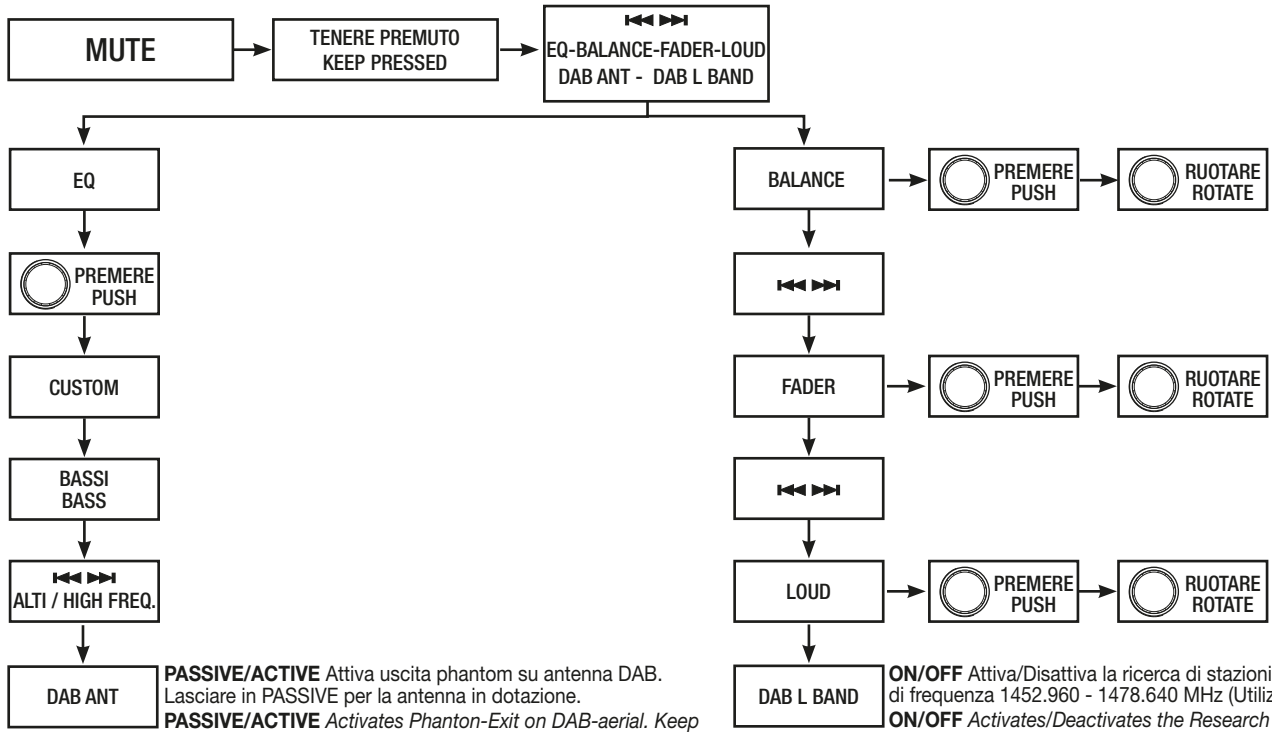 MUTE
TENERE PREMUTO
KEEP PRESSED
EQ-BALANCE-FADER-LOUD
DAB ANT - DAB L BAND
EQ
PREMERE
PUSH
CUSTOM
BASSI
BASS
ALTI / HIGH FREQ.
DAB ANT
PASSIVE/ACTIVE Attiva uscita phantom su antenna DAB.
Lasciare in PASSIVE per la antenna in dotazione.
PASSIVE/ACTIVE Activates Phanton-Exit on DAB-aerial. Keep
BALANCE
PREMERE
PUSH
RUOTARE
ROTATE
FADER
PREMERE
PUSH
RUOTARE
ROTATE
LOUD
PREMERE
PUSH
RUOTARE
ROTATE
DAB L BAND
ON/OFF Attiva/Disattiva la ricerca di stazioni
di frequenza 1452.960 - 1478.640 MHz (Utiliz
ON/OFF Activates/Deactivates the Research